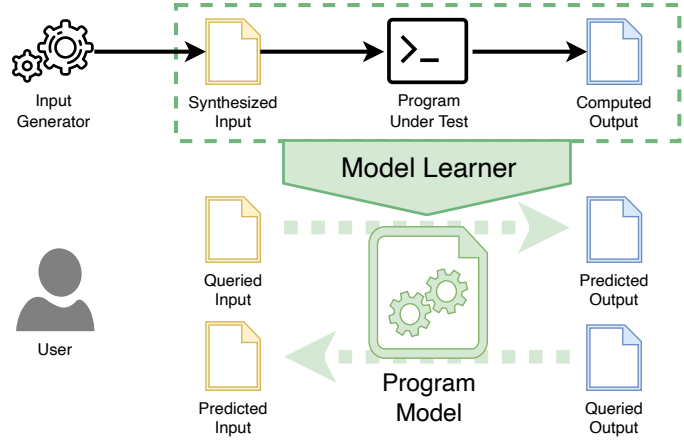 Input
Generator
Synthesized
Input
Program
Under Test
Computed
Output
Model Learner
Queried
Input
Predicted
Output
User
Predicted
Input
Program
Model
Queried
Output